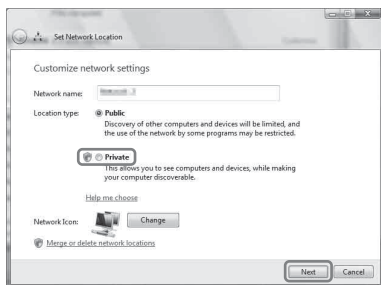 Set Network Location
Customize network settings
Network name:
Location type:
Public
Discovery of other computers and devices will be limited, and
the use of the network by some programs may be restricted.
Private
This allows you to see computers and devices, while making
your computer discoverable.
Help me choose
Network Icon:
Change
Merge or delete network locations
Next
Cancel